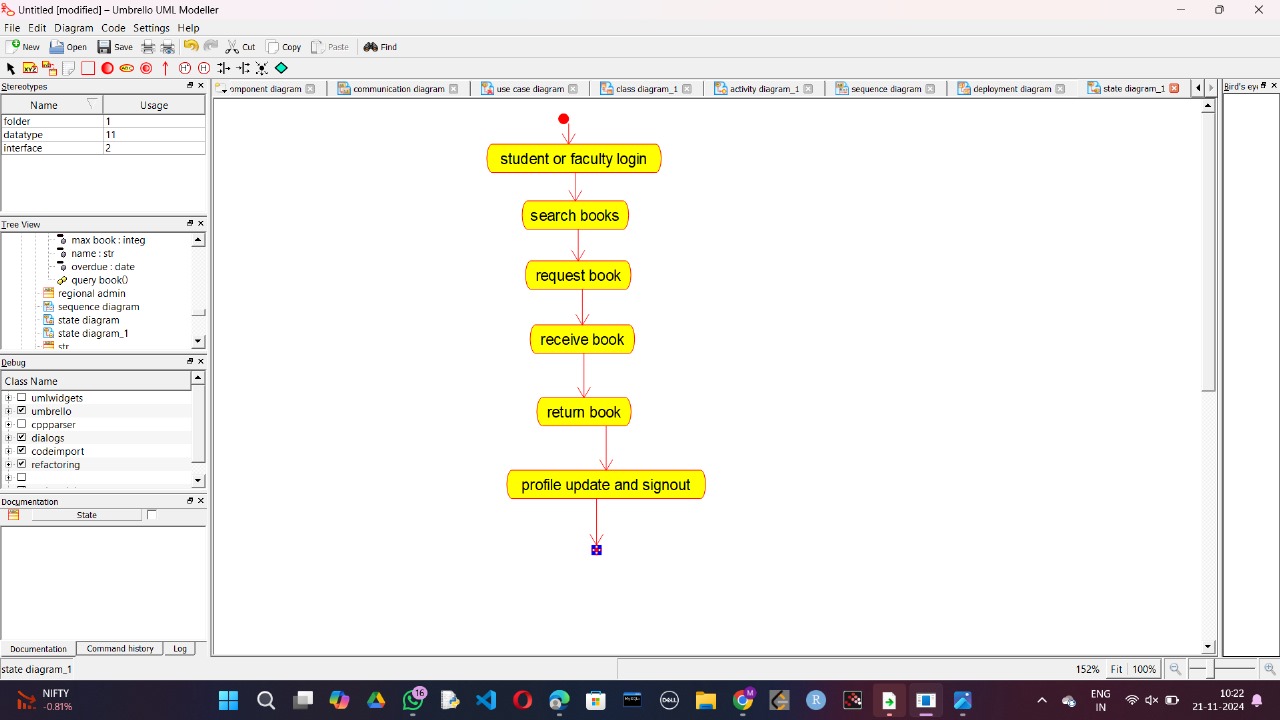 Untitled [modified] – Umbrello UML Modeller
File Edit Diagram Code Settings Help
New Open Save Cut Copy Paste Find
Stereotypes
Name Usage
folder 1
datatype 11
interface 2
Tree View
max book : integ
name : str
overdue : date
query book()
regional admin
sequence diagram
state diagram
state diagram_1
str
Debug
Class Name
umlwidgets
umbrello
cppparser
dialogs
codeimport
refactoring
Documentation
State
Documentation Command history Log
omponent diagram communication diagram use case diagram class diagram_1 activity diagram_1 sequence diagram deployment diagram state diagram_1
Bird's ey
student or faculty login
search books
request book
receive book
return book
profile update and signout
state diagram_1
152% Fit 100%
NIFTY
-0.81%
16
DELL
R
M
ENG
IN
10:22
21-11-2024